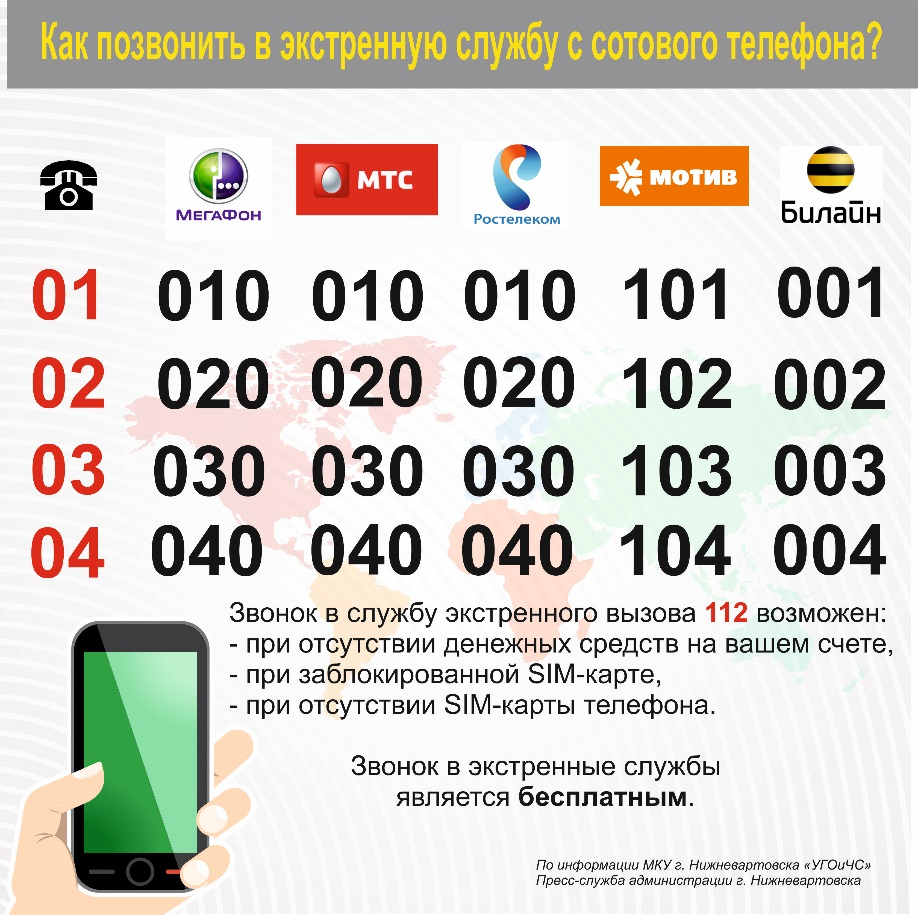 Как позвонить в экстренную службу с сотового телефона?
МЕГАФОН МТС Ростелеком МОТИВ Билайн
01 010 010 010 101 001
02 020 020 020 102 002
03 030 030 030 103 003
04 040 040 040 104 004
Звонок в службу экстренного вызова 112 возможен:
- при отсутствии денежных средств на вашем счете,
- при заблокированной SIM-карте,
- при отсутствии SIM-карты телефона.
Звонок в экстренные службы
является бесплатным.
По информации МКУ г. Нижневартовска «УГОиЧС»
Пресс-служба администрации г. Нижневартовска